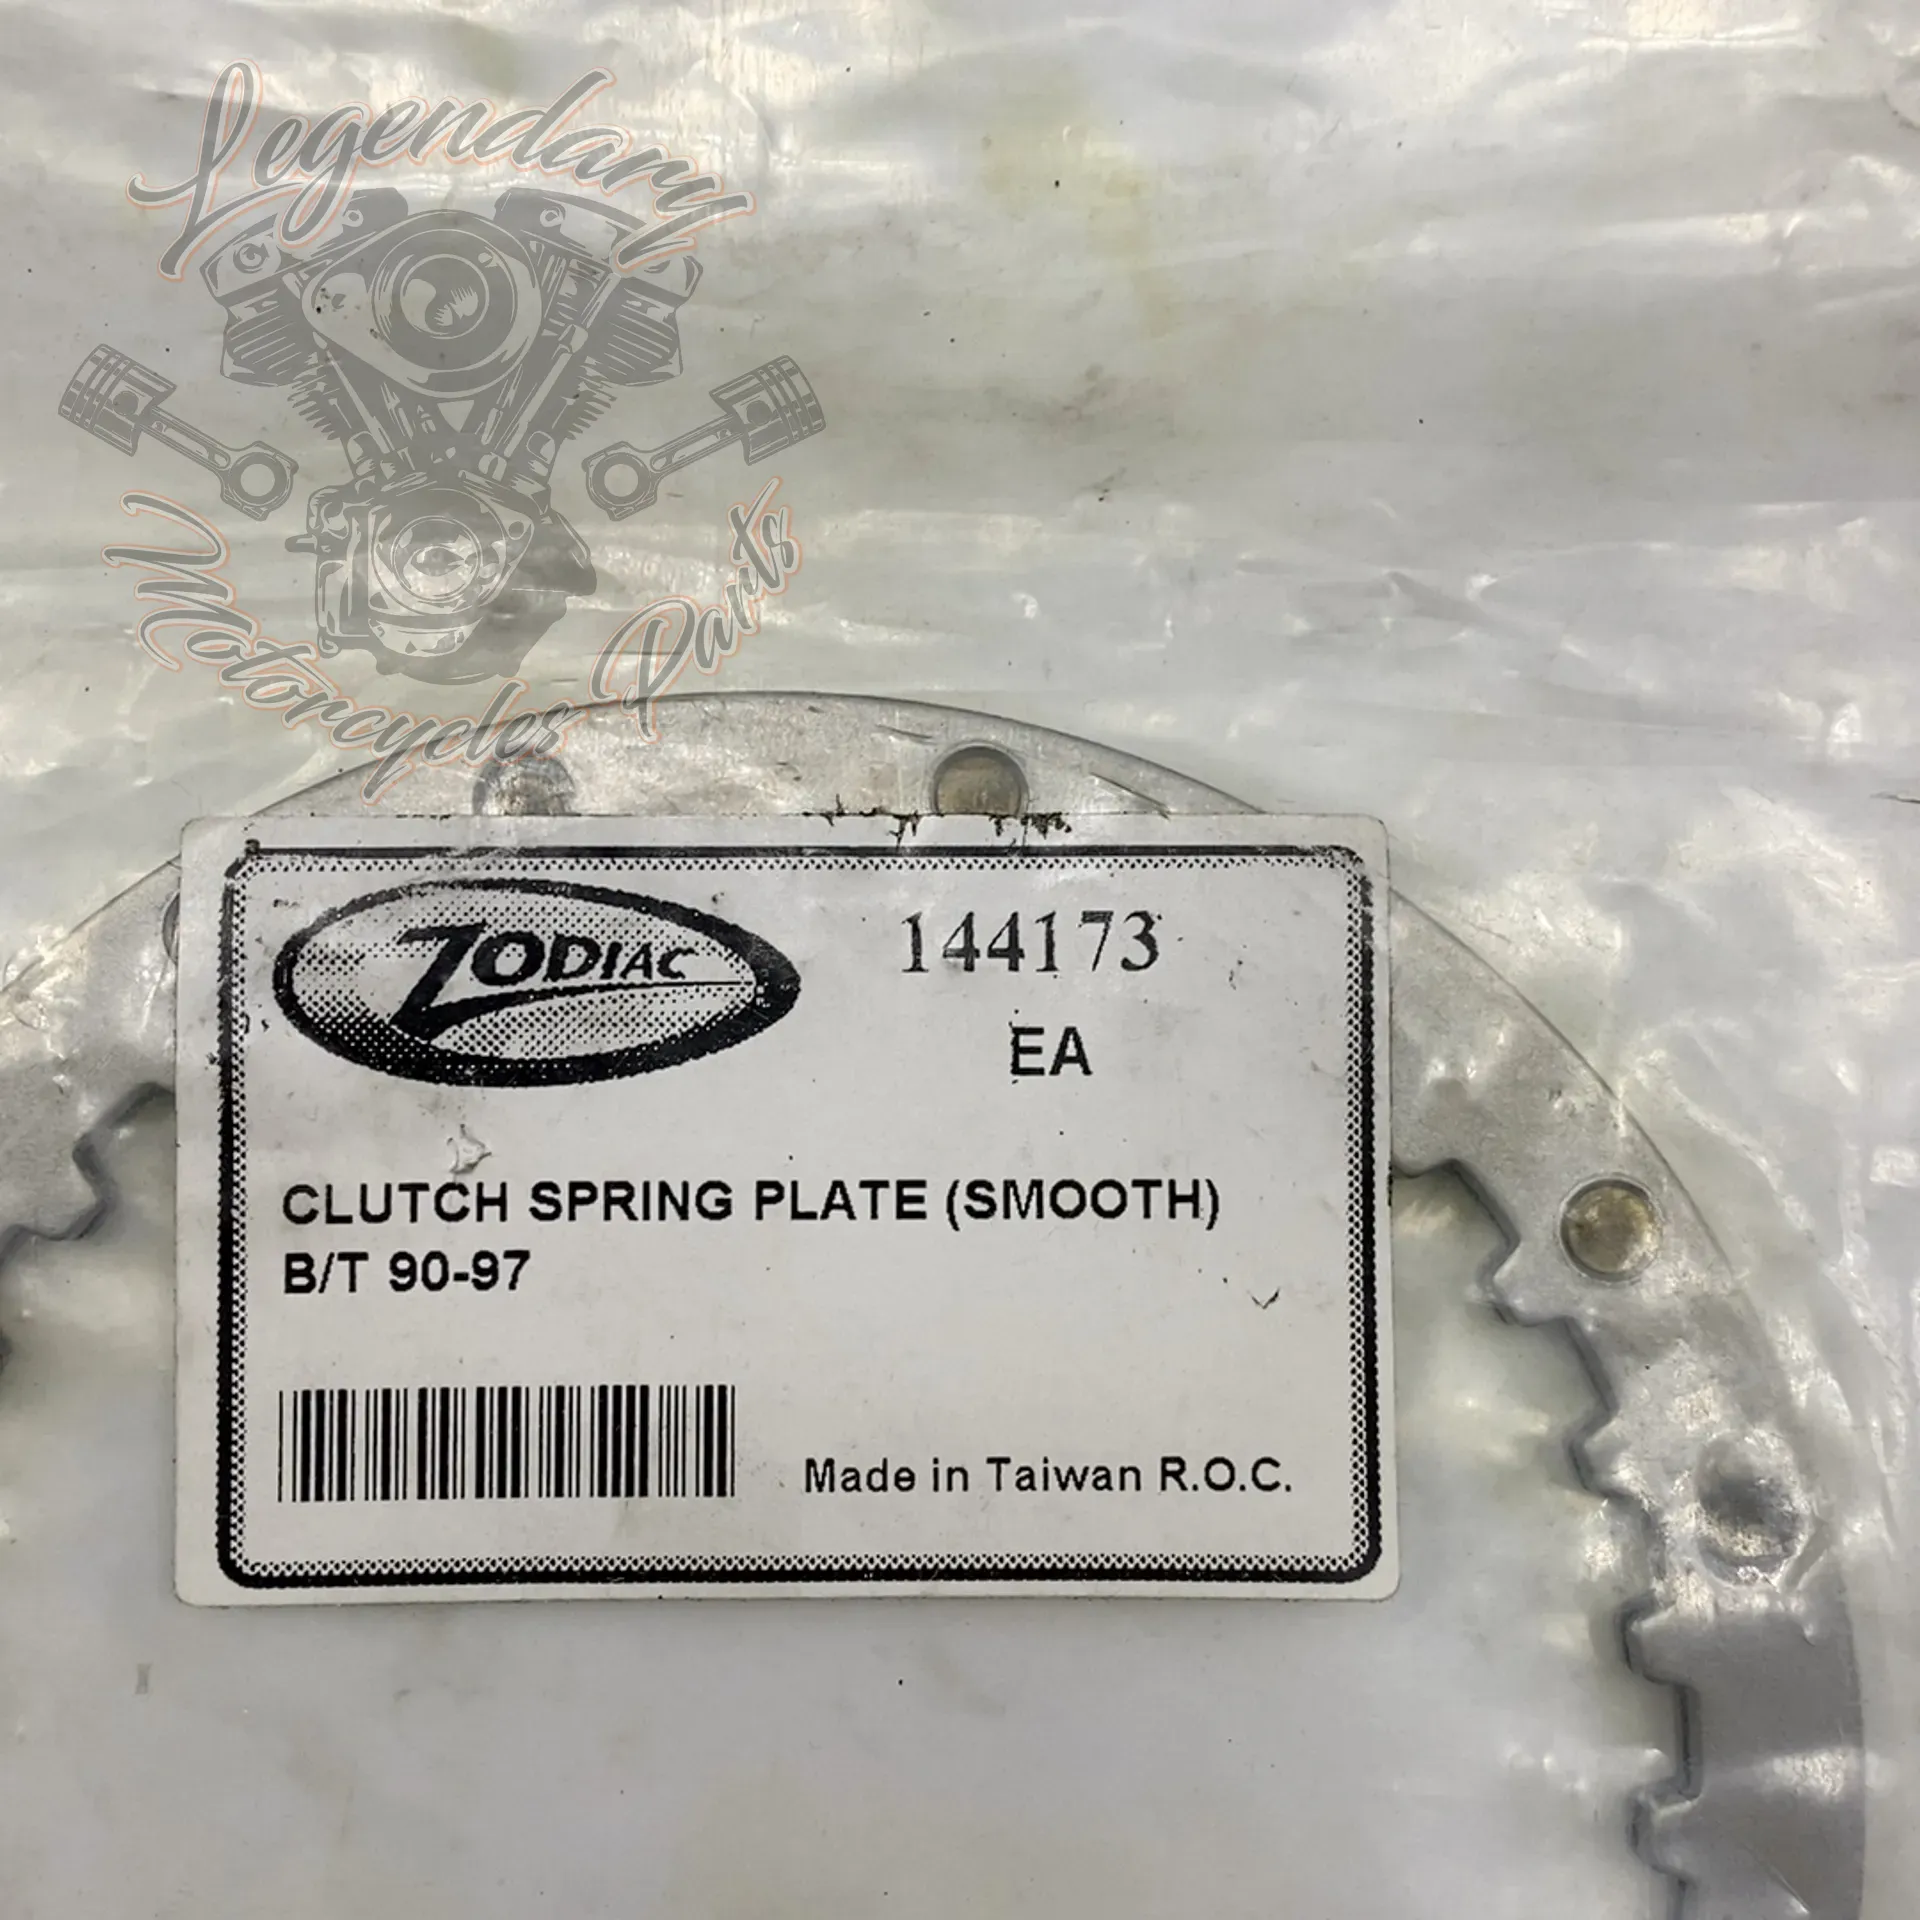 Legendary
Motorcycles Parts
ZODIAC
144173
EA
CLUTCH SPRING PLATE (SMOOTH)
B/T 90-97
Made in Taiwan R.O.C.